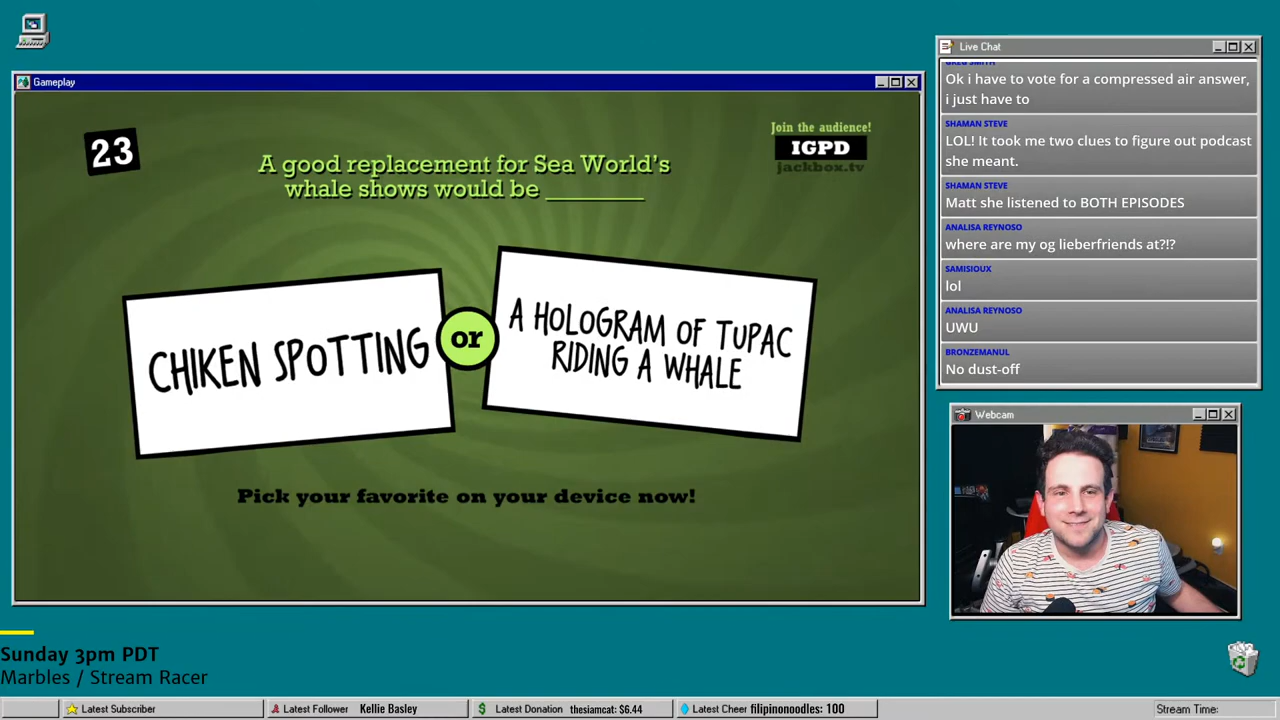 Gameplay
23
A good replacement for Sea World's
whale shows would be ________
Join the audience!
IGPD
jackbox.tv
CHIKEN SPOTTING
or
A HOLOGRAM OF TUPAC
RIDING A WHALE
Pick your favorite on your device now!
Live Chat
GREG SMITH
Ok i have to vote for a compressed air answer,
i just have to
SHAMAN STEVE
LOL! It took me two clues to figure out podcast
she meant.
SHAMAN STEVE
Matt she listened to BOTH EPISODES
ANALISA REYNOSO
where are my og lieberfriends at?!?
SAMISIOUX
lol
ANALISA REYNOSO
UWU
BRONZEMANUL
No dust-off
Webcam
Sunday 3pm PDT
Marbles / Stream Racer
Latest Subscriber
Latest Follower Kellie Basley
Latest Donation thesiamcat: $6.44
Latest Cheer filipinonoodles: 100
Stream Time: